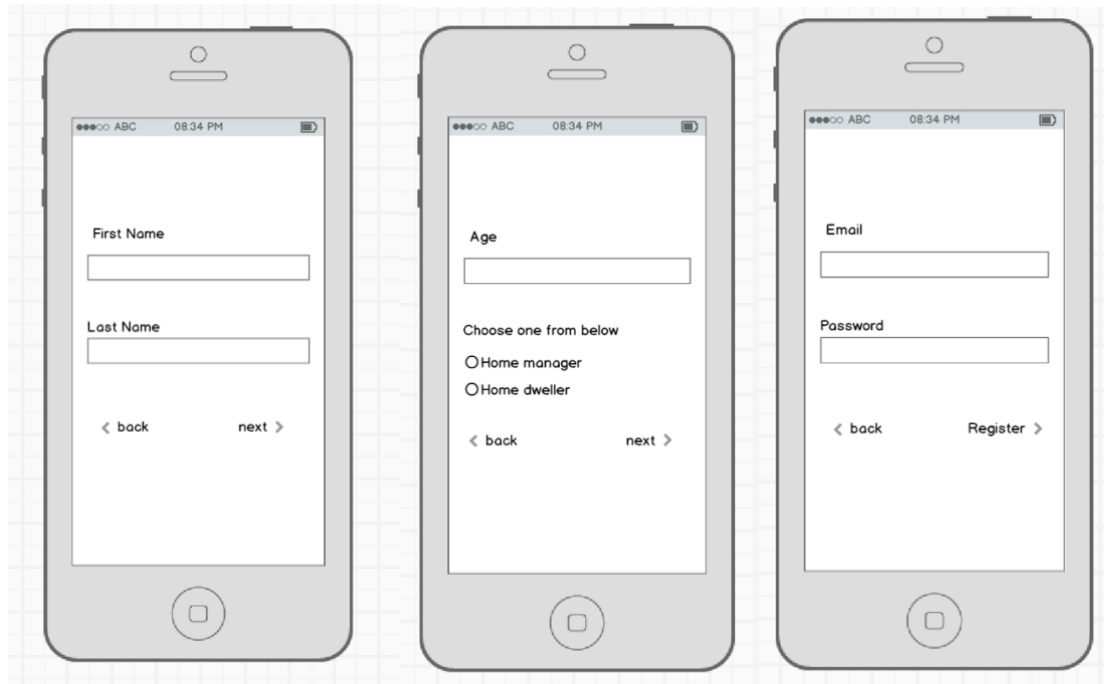 ABC 08:34 PM
First Name
Last Name
back next
ABC 08:34 PM
Age
Choose one from below
Home manager
Home dweller
back next
ABC 08:34 PM
Email
Password
back Register